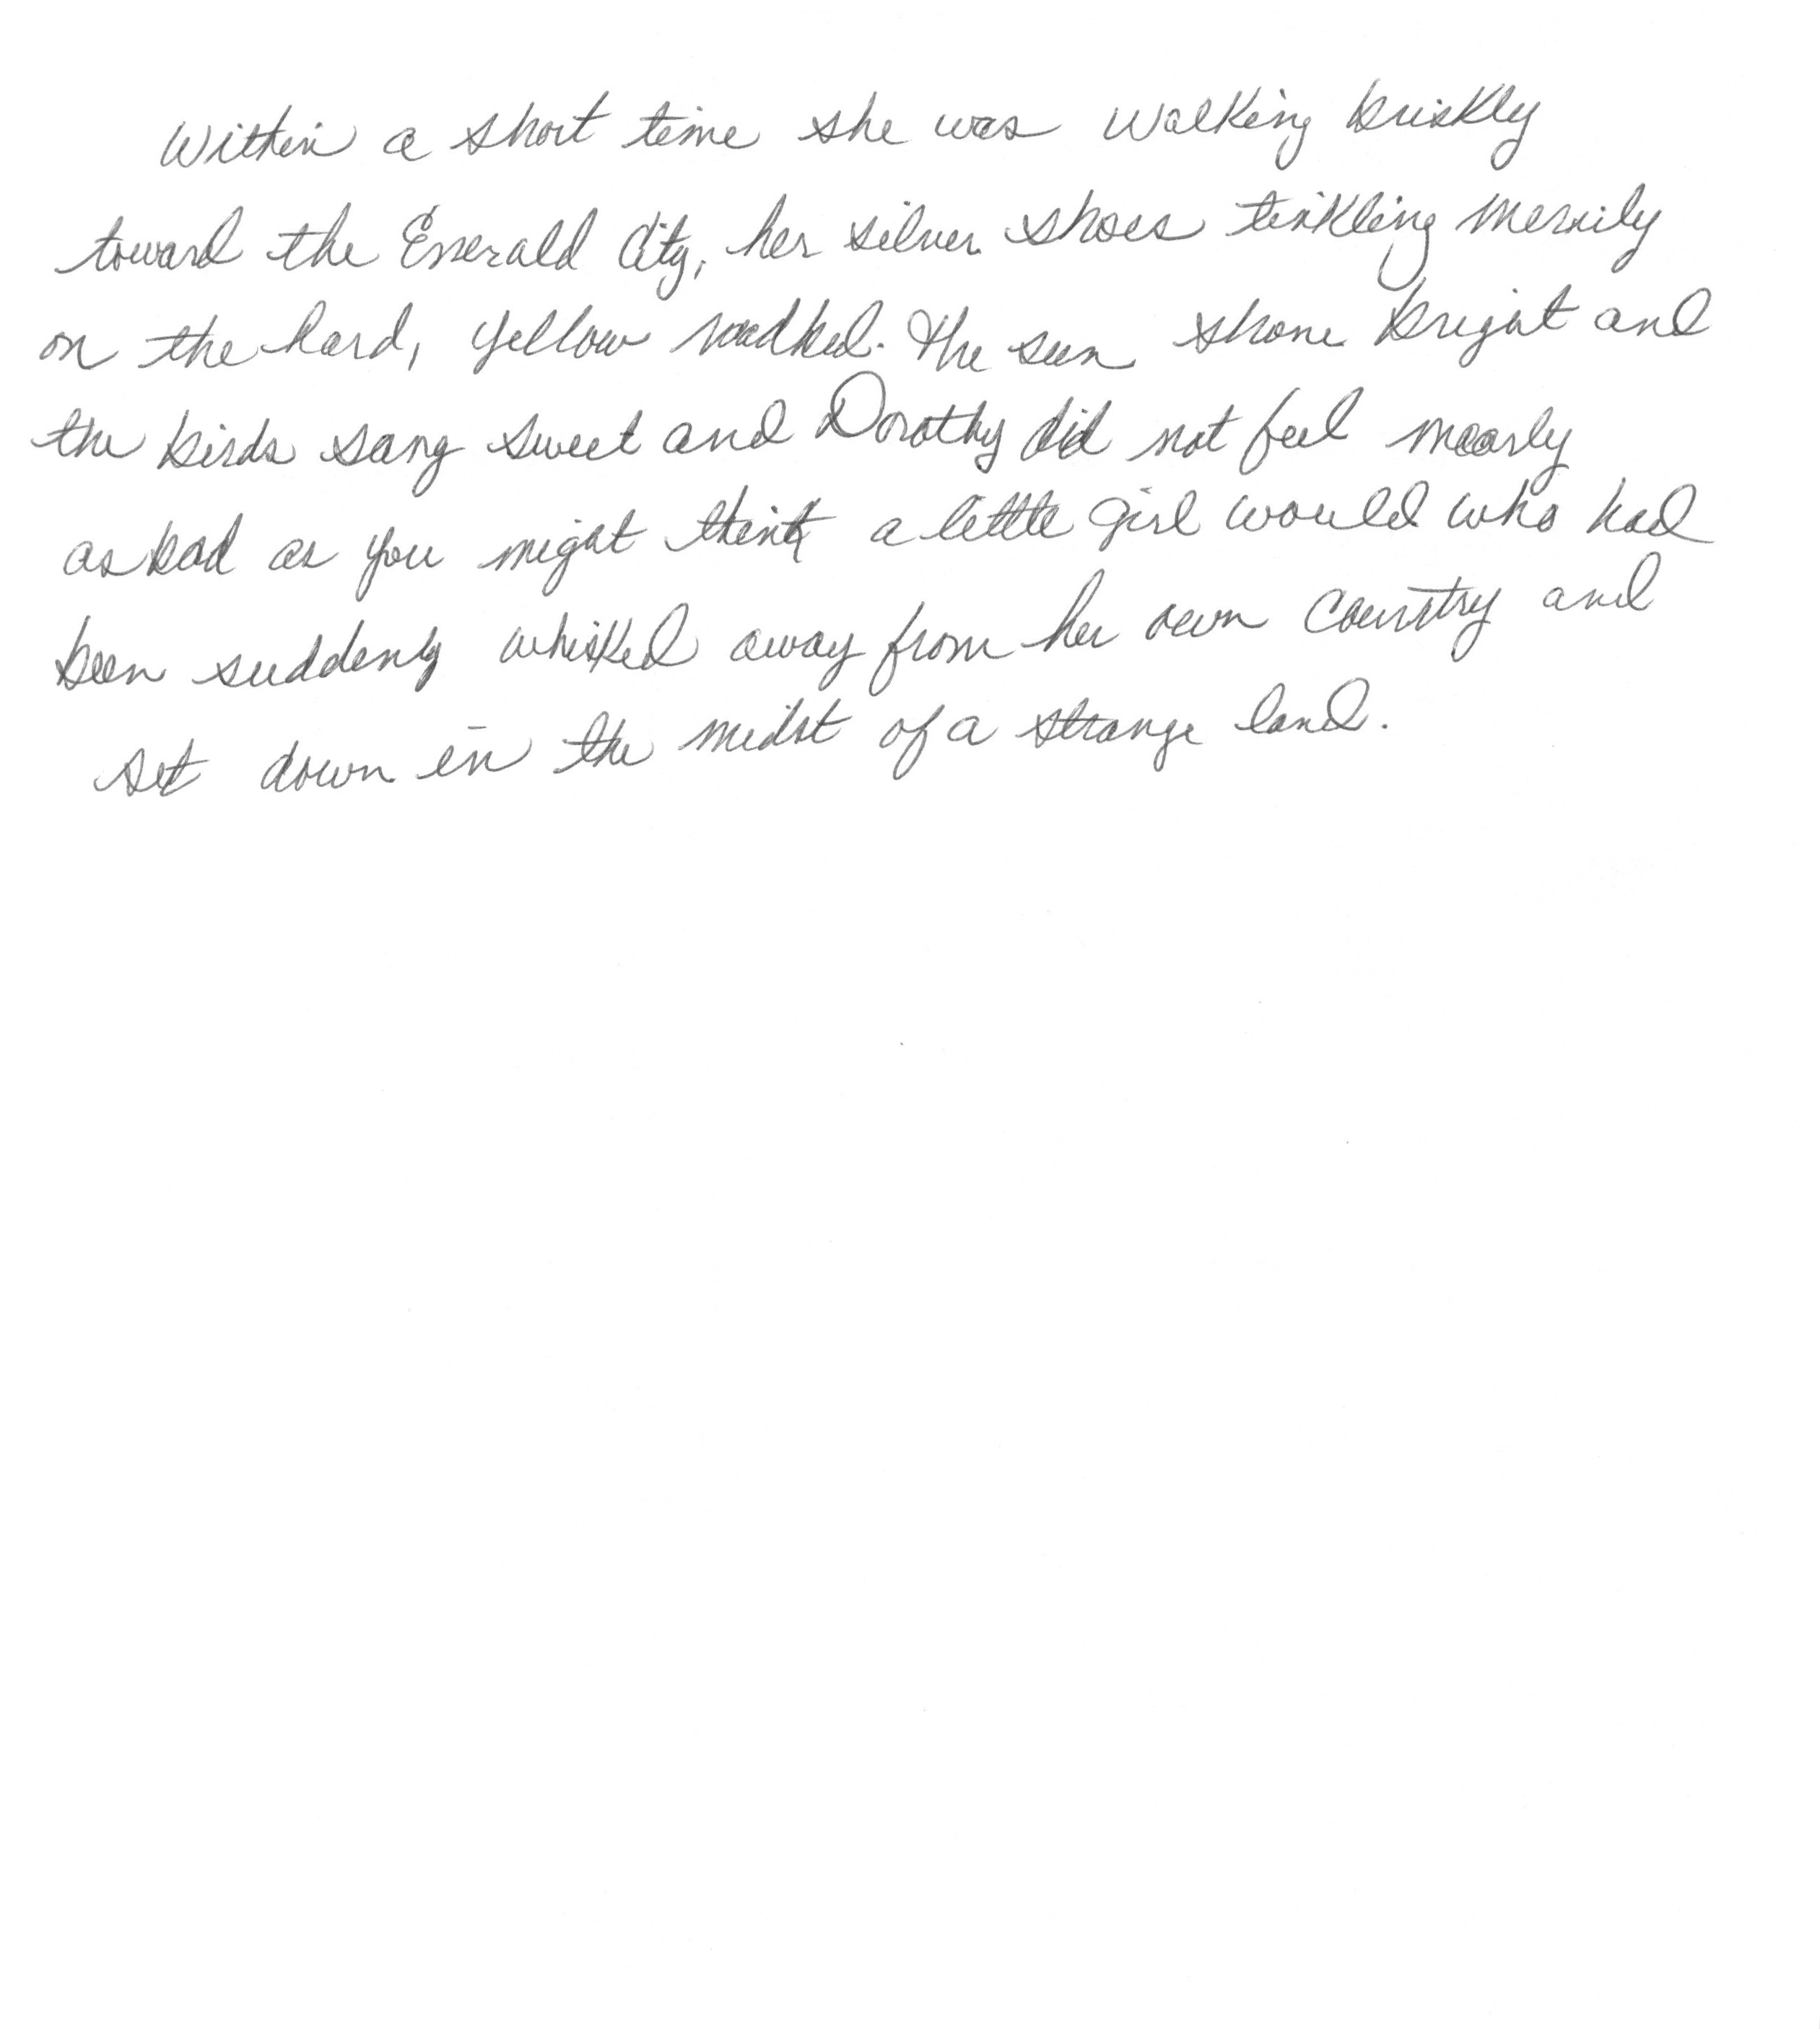 Within a short time she was walking briskly
toward the Emerald City, her silver shoes tinkling merrily
on the hard, yellow roadbed. The sun shone bright and
the birds sang sweet and Dorothy did not feel nearly
as bad as you might think a little girl would who had
been suddenly whisked away from her own country and
set down in the midst of a strange land.